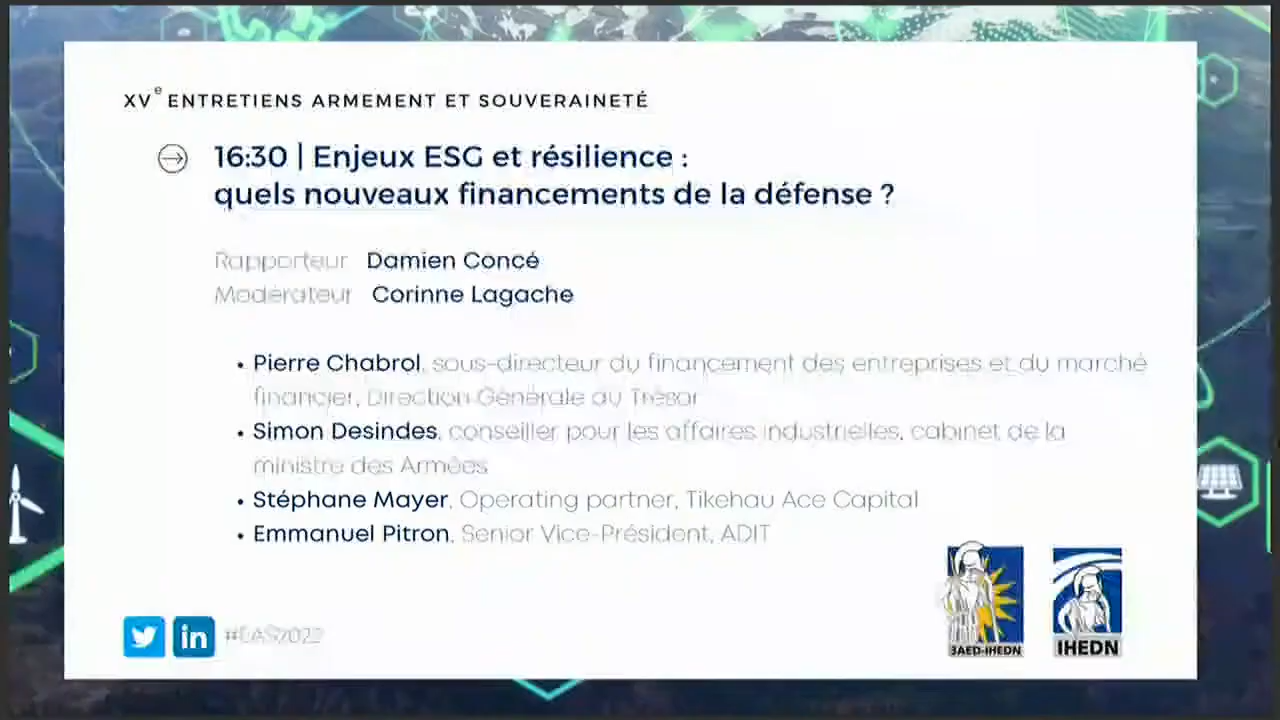 XVe ENTRETIENS ARMEMENT ET SOUVERAINETÉ
16:30 | Enjeux ESG et résilience :
quels nouveaux financements de la défense ?
Rapporteur Damien Concé
Modérateur Corinne Lagache
• Pierre Chabrol, sous-directeur du financement des entreprises et du marché
financier, Direction Générale du Trésor
• Simon Desindes, conseiller pour les affaires industrielles, cabinet de la
ministre des Armées
• Stéphane Mayer, Operating partner, Tikehau Ace Capital
• Emmanuel Pitron, Senior Vice-Président, ADIT
in #EAS2022
3AED-IHEDN IHEDN